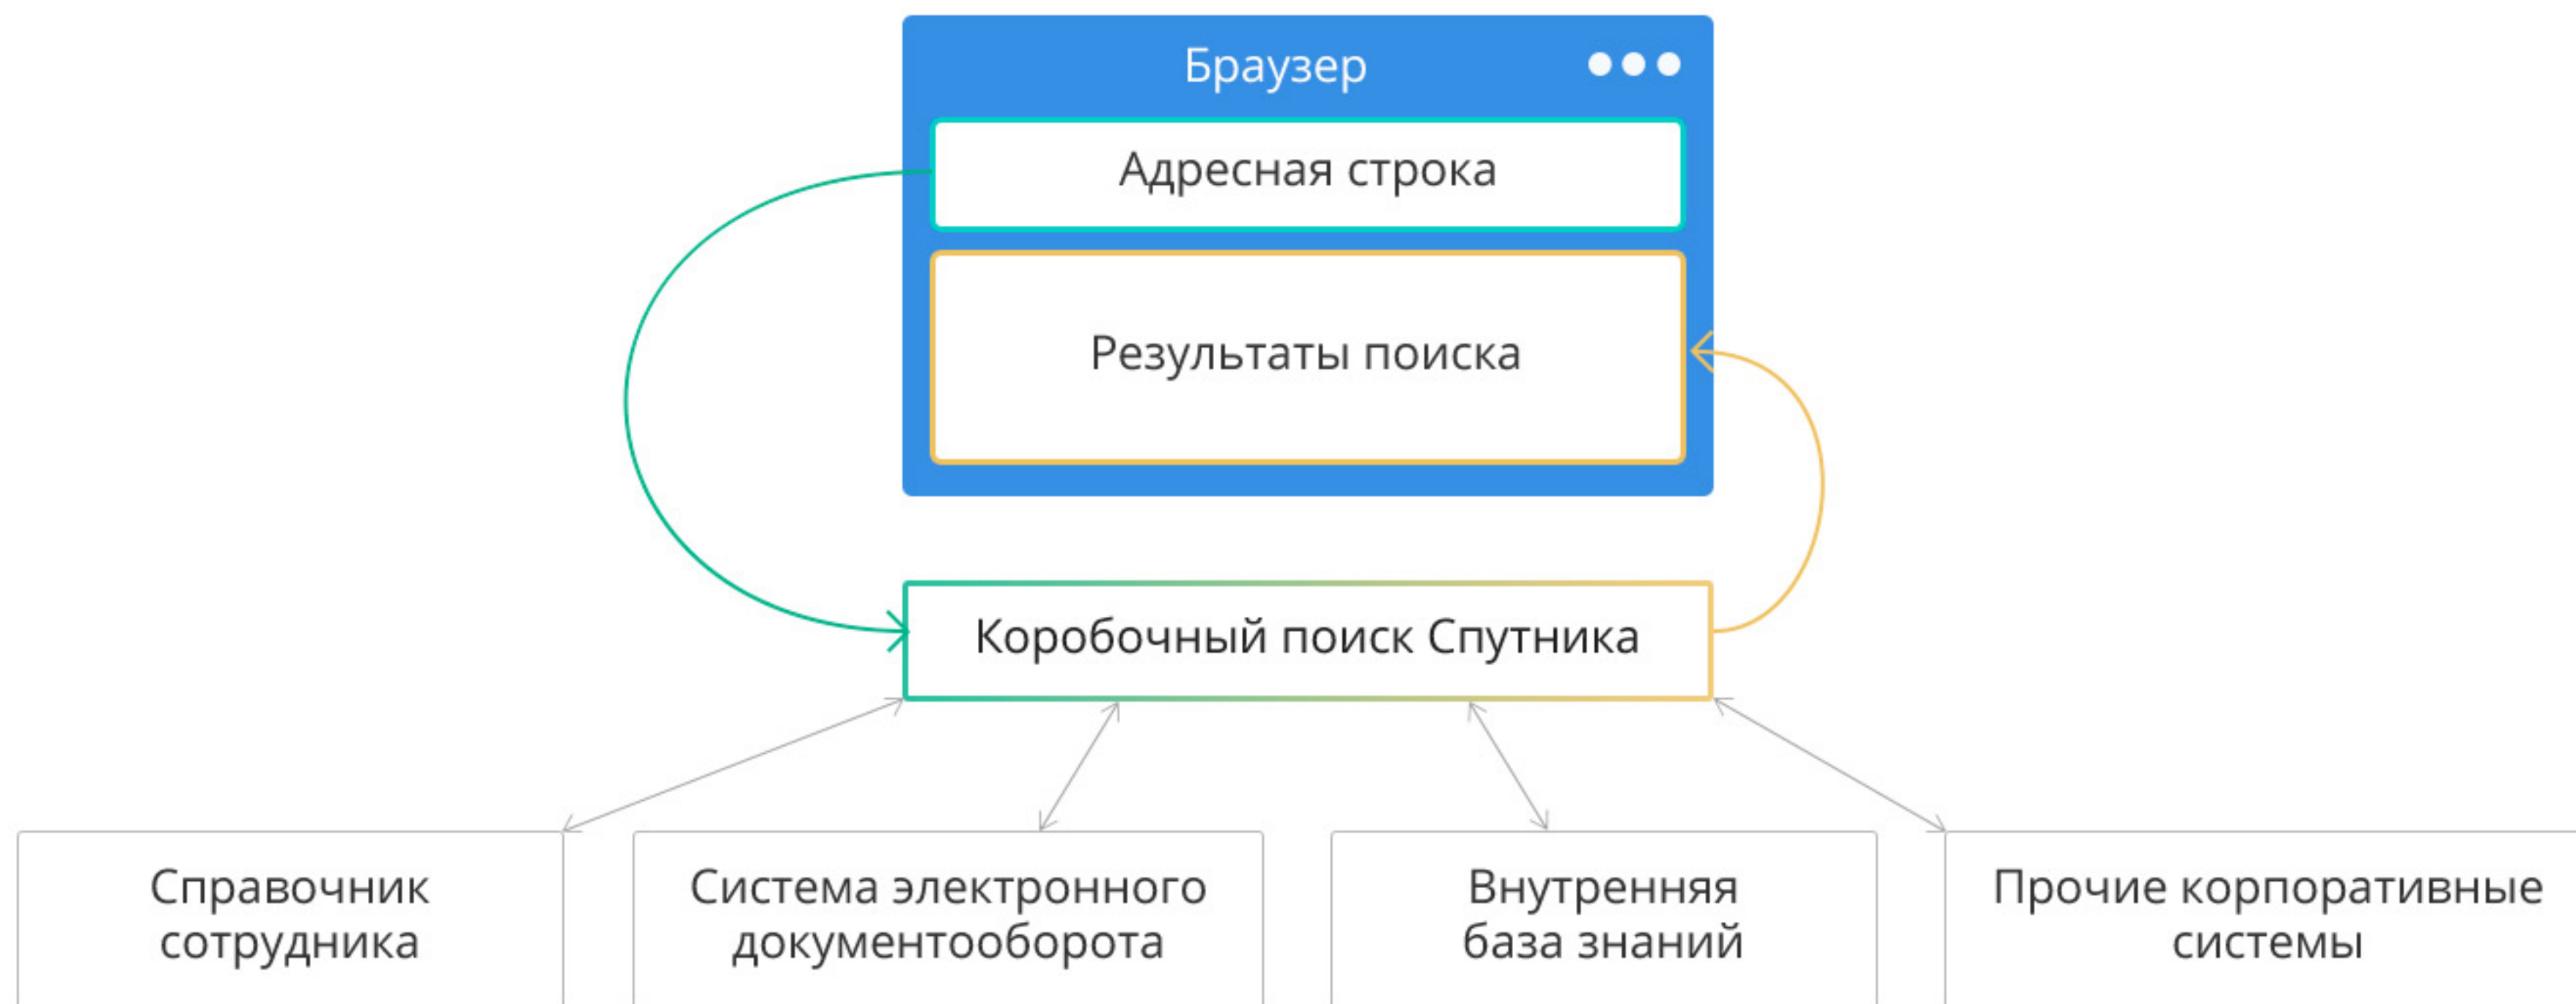 Браузер
Адресная строка
Результаты поиска
Коробочный поиск Спутника
Справочник
сотрудника
Система электронного
документооборота
Внутренняя
база знаний
Прочие корпоративные
системы